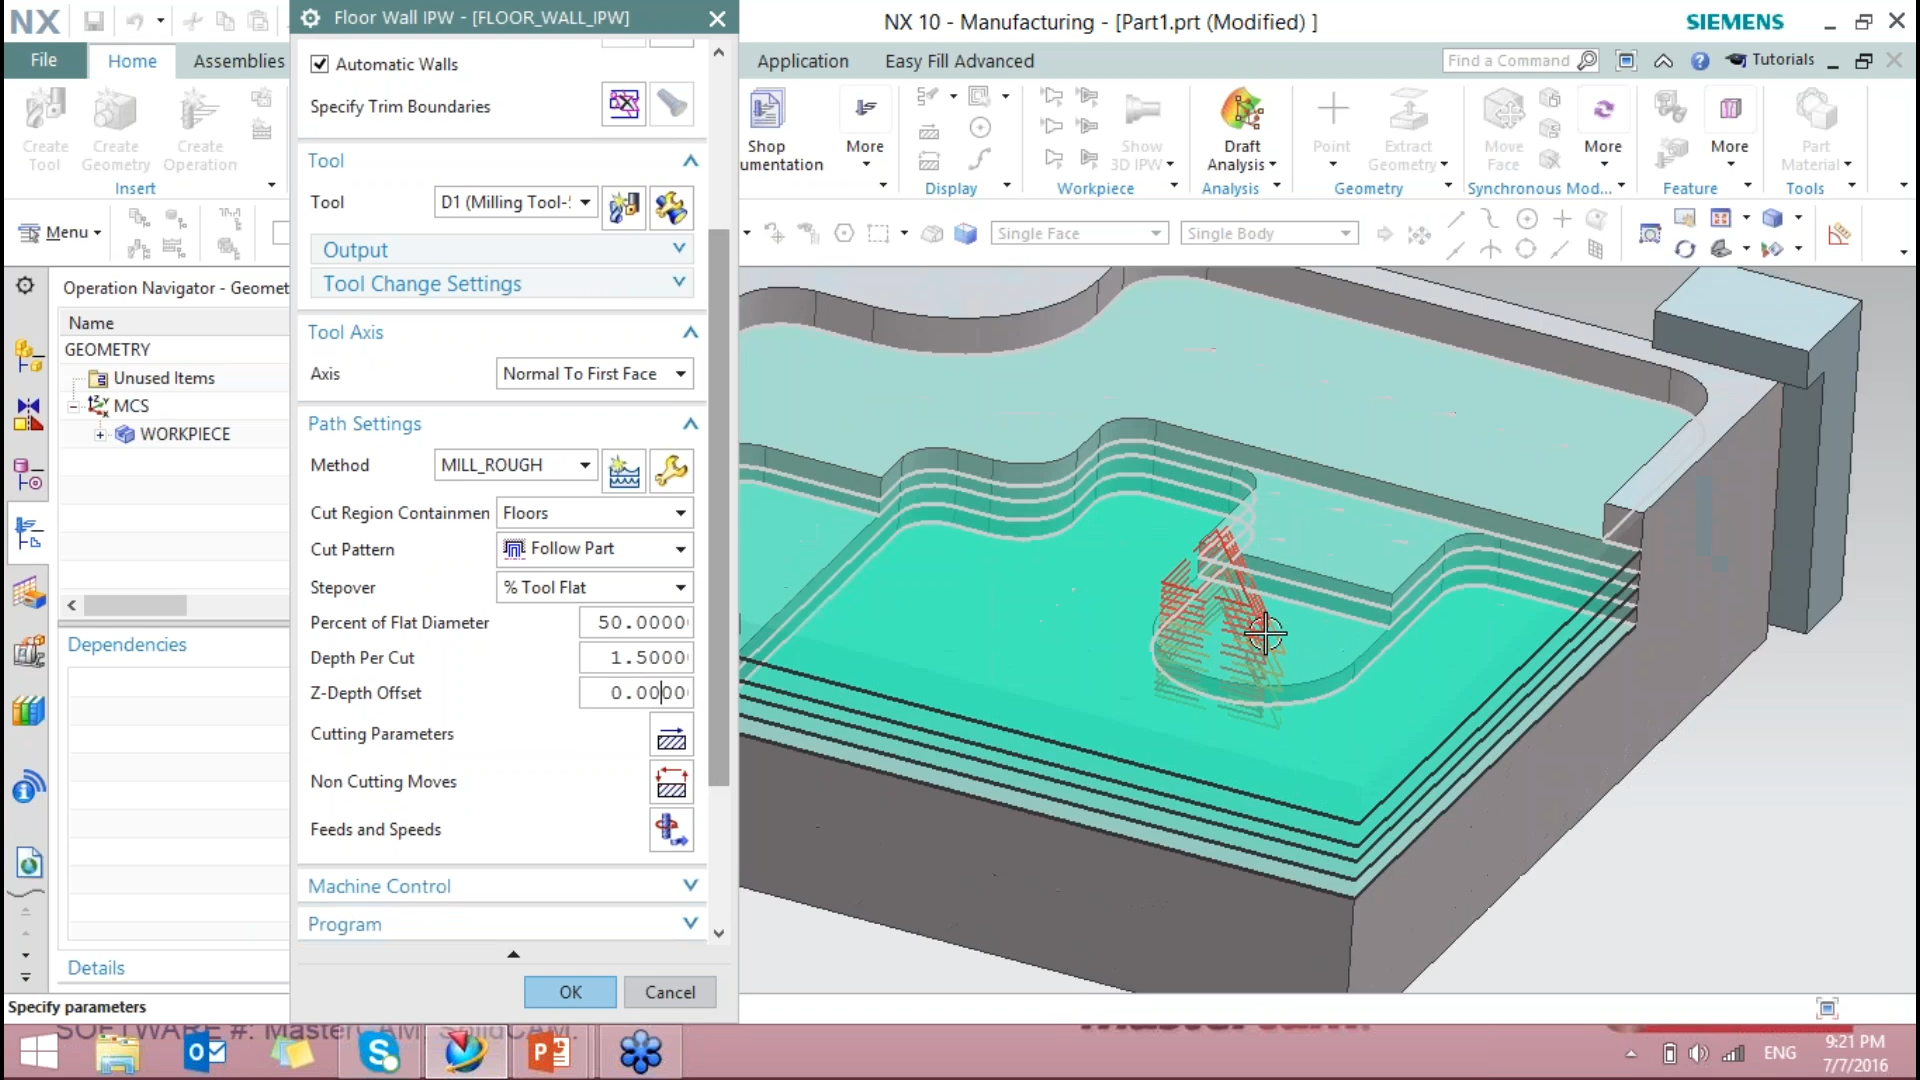 NX
Floor Wall IPW - [FLOOR_WALL_IPW]
NX 10 - Manufacturing - [Part1.prt (Modified) ]
SIEMENS
File
Home
Assemblies
Application
Easy Fill Advanced
Find a Command
Tutorials
Create Tool
Create Geometry
Create Operation
Insert
Shop
umentation
More
Display
Show 3D IPW
Workpiece
Draft Analysis
Analysis
Point
Extract Geometry
Geometry
Move Face
More
Synchronous Mod...
More
Feature
Part Material
Tools
Menu
Single Face
Single Body
Operation Navigator - Geomet
Name
GEOMETRY
Unused Items
MCS
WORKPIECE
Dependencies
Details
Automatic Walls
Specify Trim Boundaries
Tool
Tool
D1 (Milling Tool-
Output
Tool Change Settings
Tool Axis
Axis
Normal To First Face
Path Settings
Method
MILL_ROUGH
Cut Region Containmen
Floors
Cut Pattern
Follow Part
Stepover
% Tool Flat
Percent of Flat Diameter
50.0000
Depth Per Cut
1.5000
Z-Depth Offset
0.0000
Cutting Parameters
Non Cutting Moves
Feeds and Speeds
Machine Control
Program
OK
Cancel
Specify parameters
SOFTWARE #: MasterCAM, SolidCAM.
ENG
9:21 PM
7/7/2016